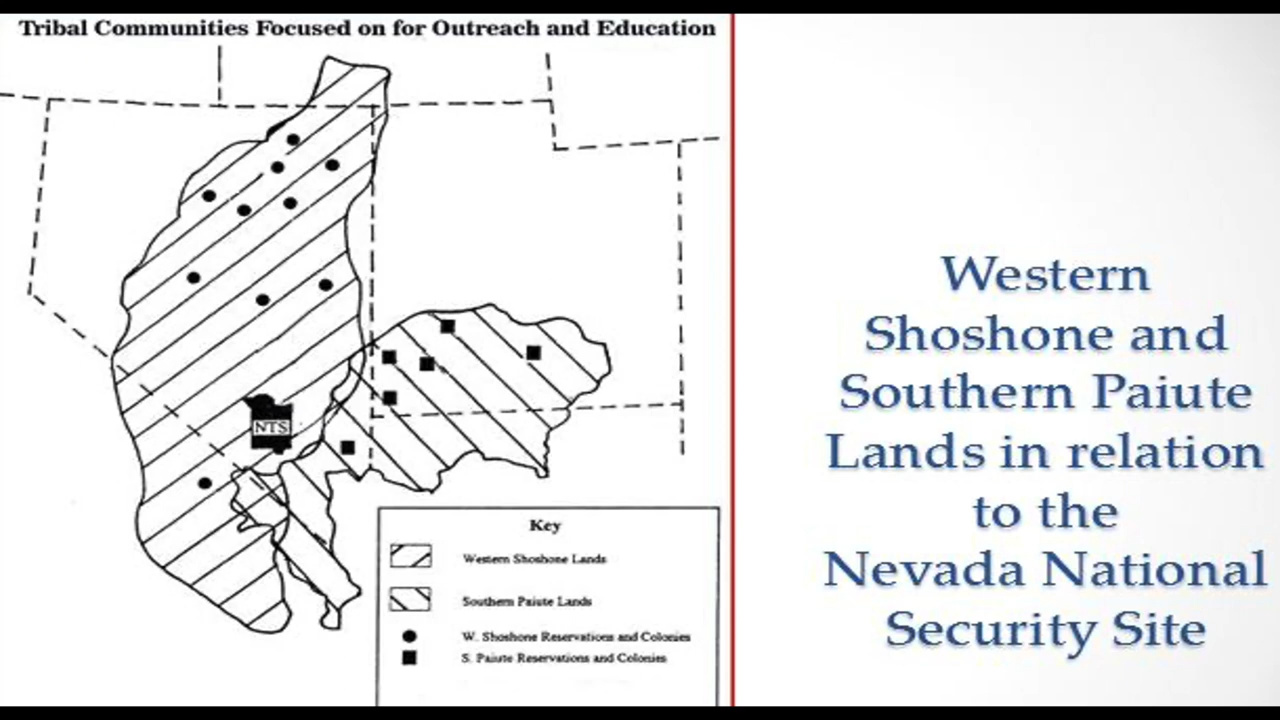 Tribal Communities Focused on for Outreach and Education
NTS
Key
Western Shoshone Lands
Southern Paiute Lands
W. Shoshone Reservations and Colonies
S. Paiute Reservations and Colonies
Western
Shoshone and
Southern Paiute
Lands in relation
to the
Nevada National
Security Site